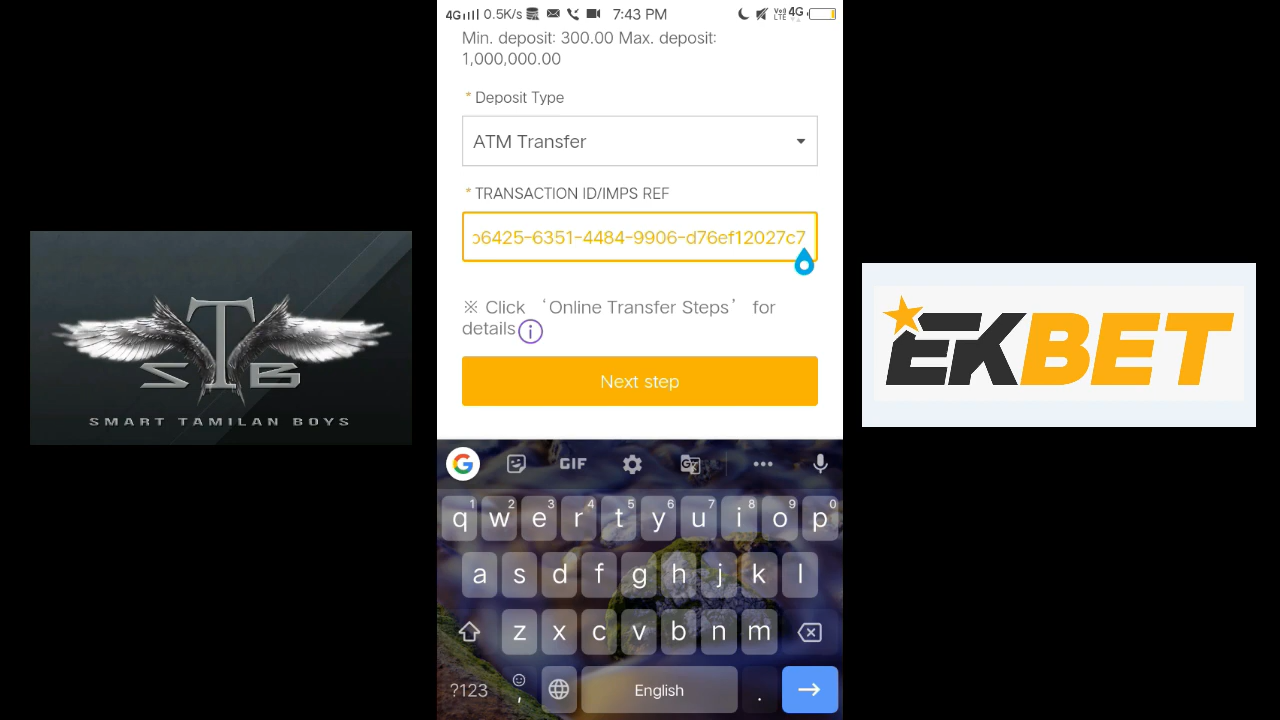 4G 0.5K/s 7:43 PM VoLTE 4G
Min. deposit: 300.00 Max. deposit:
1,000,000.00
* Deposit Type
ATM Transfer
* TRANSACTION ID/IMPS REF
6425-6351-4484-9906-d76ef12027c7
※ Click ‘Online Transfer Steps’ for
details i
Next step
STB
SMART TAMILAN BOYS
EKBET
G GIF G
1 2 3 4 5 6 7 8 9 0
q w e r t y u i o p
a s d f g h j k l
z x c v b n m
?123 , English .